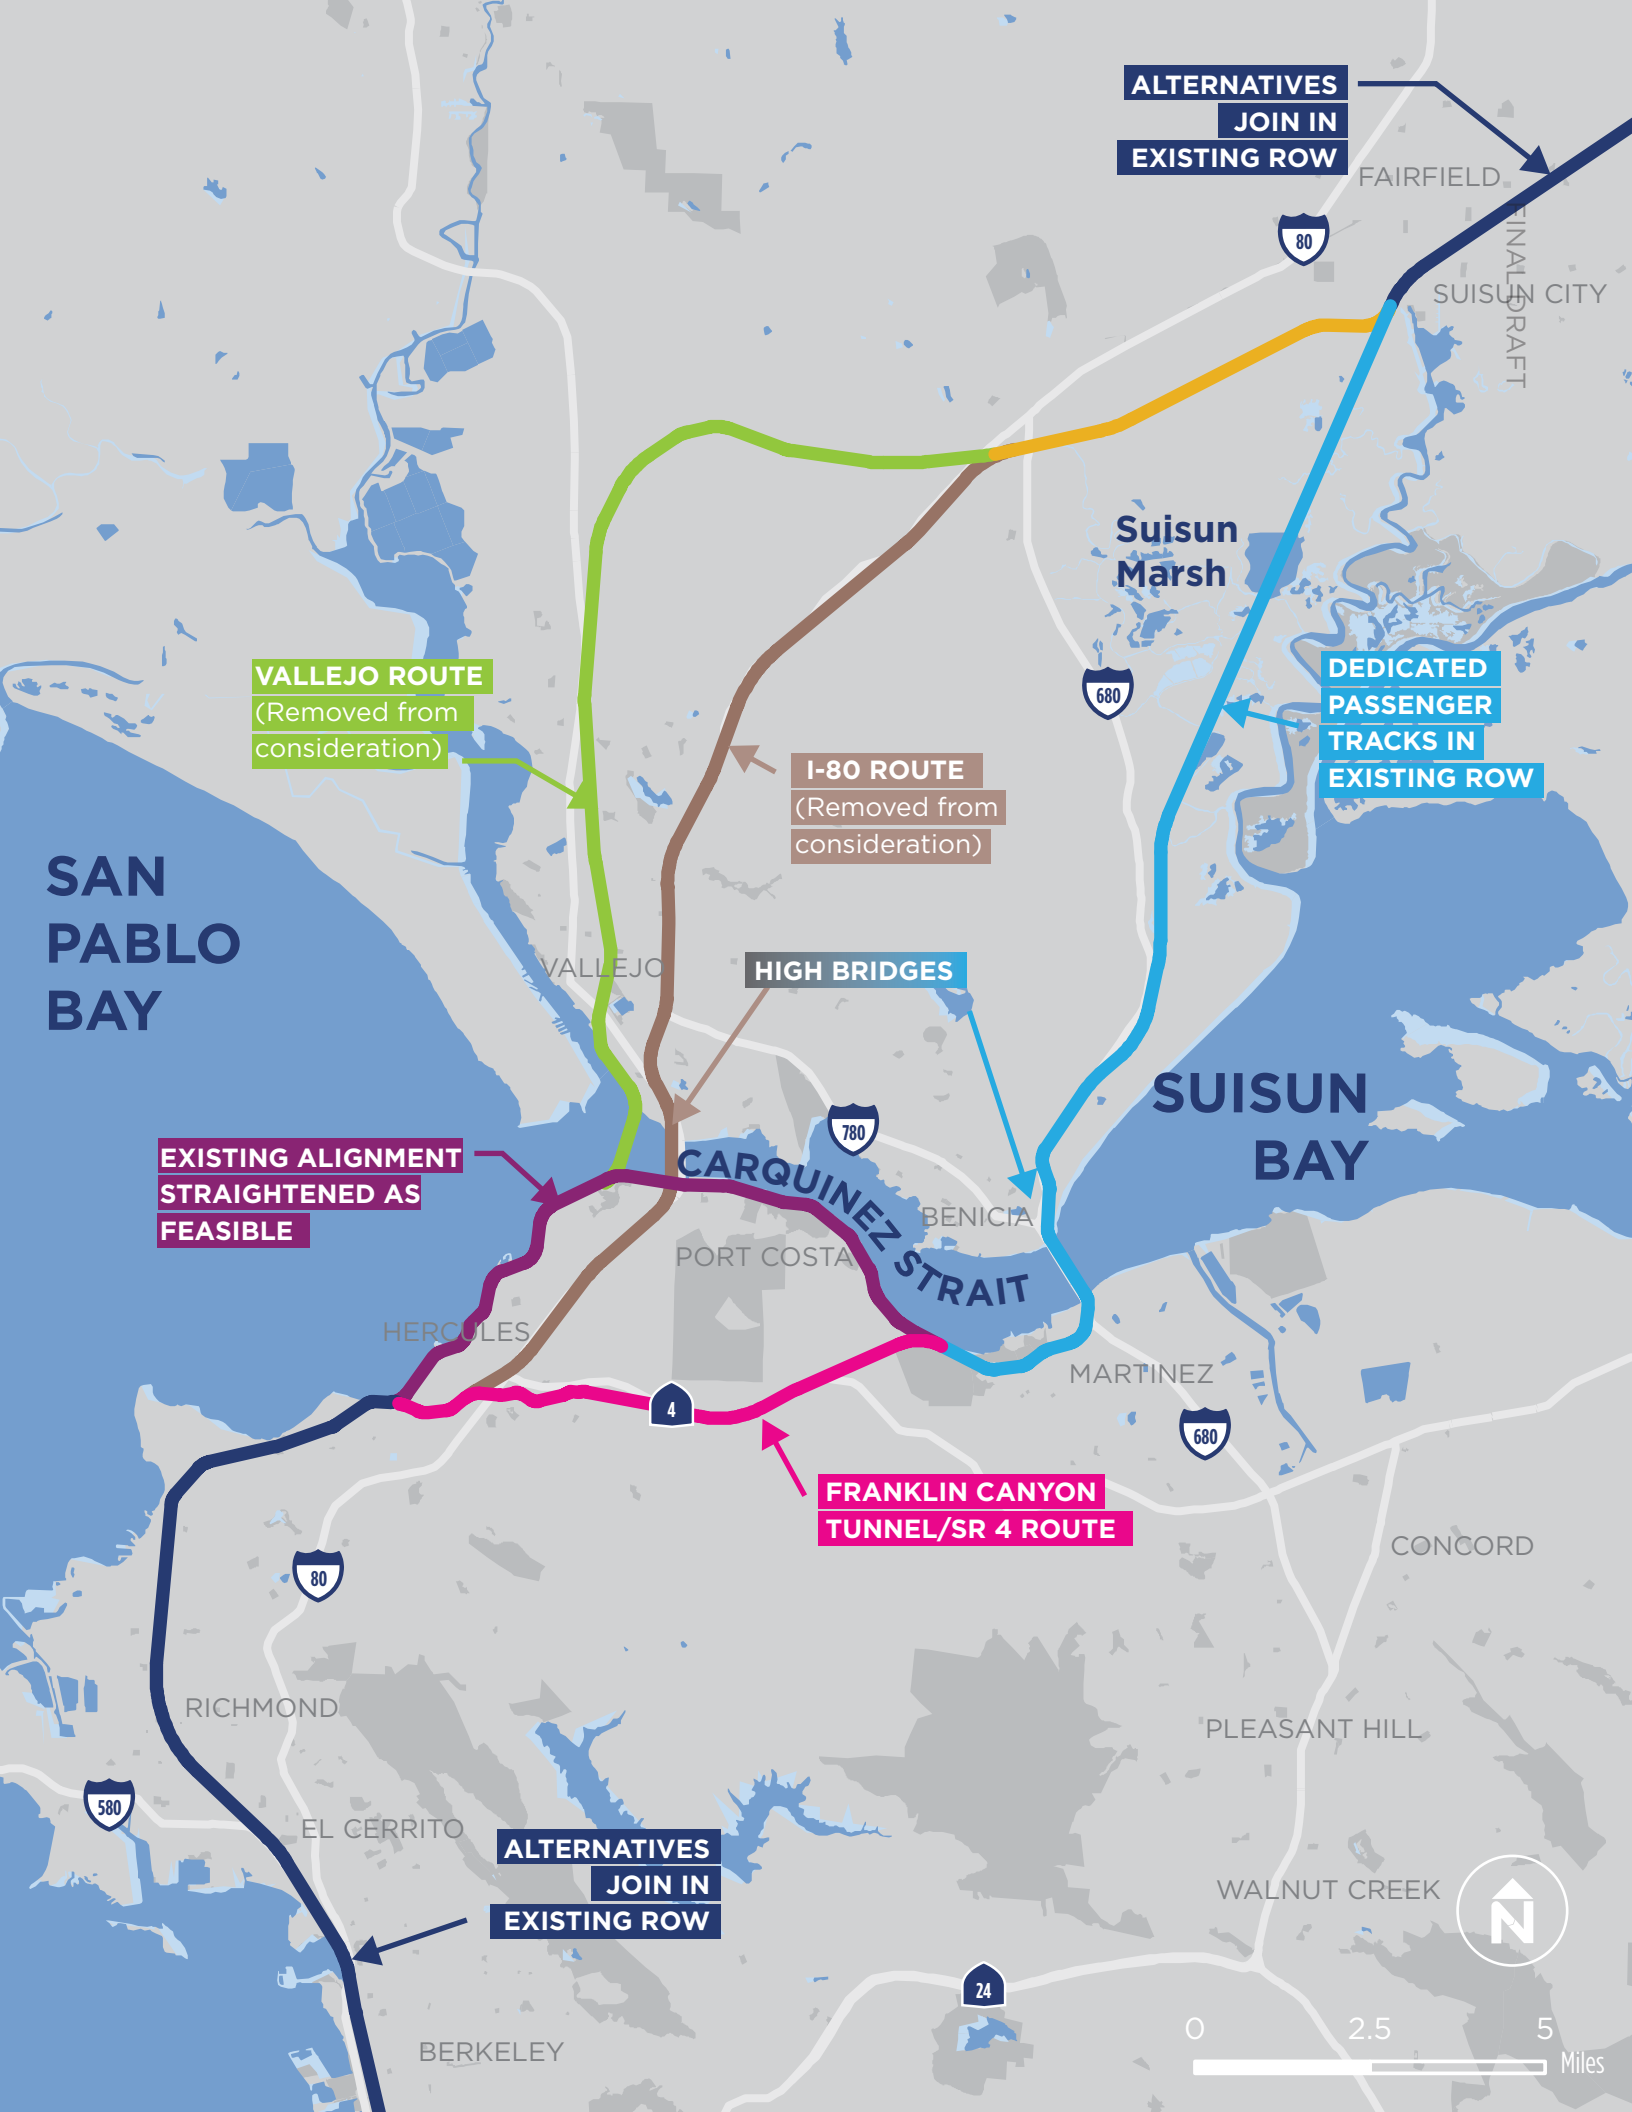 ALTERNATIVES
JOIN IN
EXISTING ROW
FAIRFIELD
80
FINAL DRAFT
SUISUN CITY
Suisun
Marsh
VALLEJO ROUTE
(Removed from
consideration)
680
DEDICATED
PASSENGER
TRACKS IN
EXISTING ROW
I-80 ROUTE
(Removed from
consideration)
SAN
PABLO
BAY
VALLEJO
HIGH BRIDGES
SUISUN
BAY
780
EXISTING ALIGNMENT
STRAIGHTENED AS
FEASIBLE
CARQUINEZ STRAIT
BENICIA
PORT COSTA
HERCULES
MARTINEZ
4
680
FRANKLIN CANYON
TUNNEL/SR 4 ROUTE
CONCORD
80
RICHMOND
PLEASANT HILL
580
EL CERRITO
ALTERNATIVES
JOIN IN
EXISTING ROW
WALNUT CREEK
N
24
BERKELEY
0 2.5 5
Miles